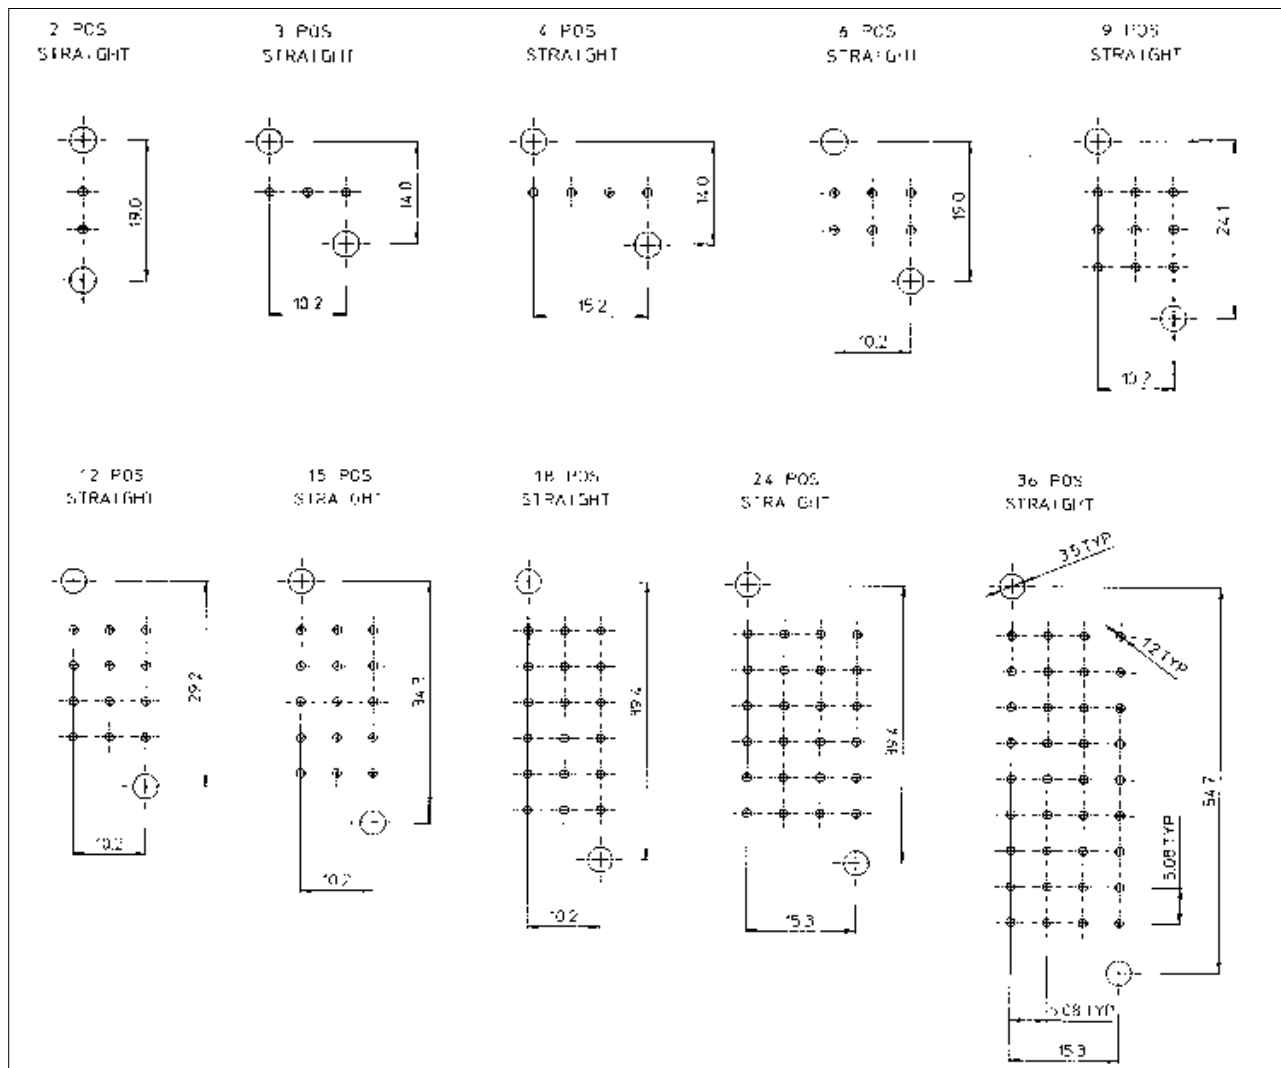 2 POS
STRAIGHT
3 POS
STRAIGHT
4 POS
STRAIGHT
6 POS
STRAIGHT
9 POS
STRAIGHT
19.0
14.0
10.2
14.0
15.2
19.0
10.2
24.1
10.2
12 POS
STRAIGHT
15 POS
STRAIGHT
18 POS
STRAIGHT
24 POS
STRAIGHT
36 POS
STRAIGHT
29.2
10.2
34.3
10.2
39.4
10.2
39.4
15.3
3.5 TYP
1.2 TYP
54.7
5.08 TYP
5.08 TYP
15.3